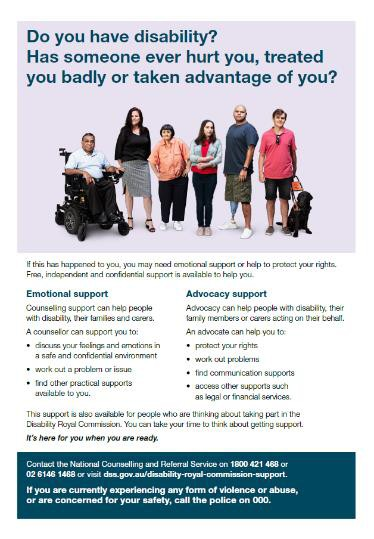 Do you have disability?
Has someone ever hurt you, treated
you badly or taken advantage of you?
If this has happened to you, you may need emotional support or help to protect your rights.
Free, independent and confidential support is available to help you.
Emotional support
Counselling support can help people
with disability, their families and carers.
A counsellor can support you to:
• discuss your feelings and emotions in
a safe and confidential environment
• work out a problem or issue
• find other practical supports
available to you.
Advocacy support
Advocacy can help people with disability, their
family members or carers acting on their behalf.
An advocate can help you to:
• protect your rights
• work out problems
• find communication supports
• access other supports such
as legal or financial services.
This support is also available for people who are thinking about taking part in the
Disability Royal Commission. You can take your time to think about getting support.
It's here for you when you are ready.
Contact the National Counselling and Referral Service on 1800 421 468 or
02 6146 1468 or visit dss.gov.au/disability-royal-commission-support.
If you are currently experiencing any form of violence or abuse,
or are concerned for your safety, call the police on 000.